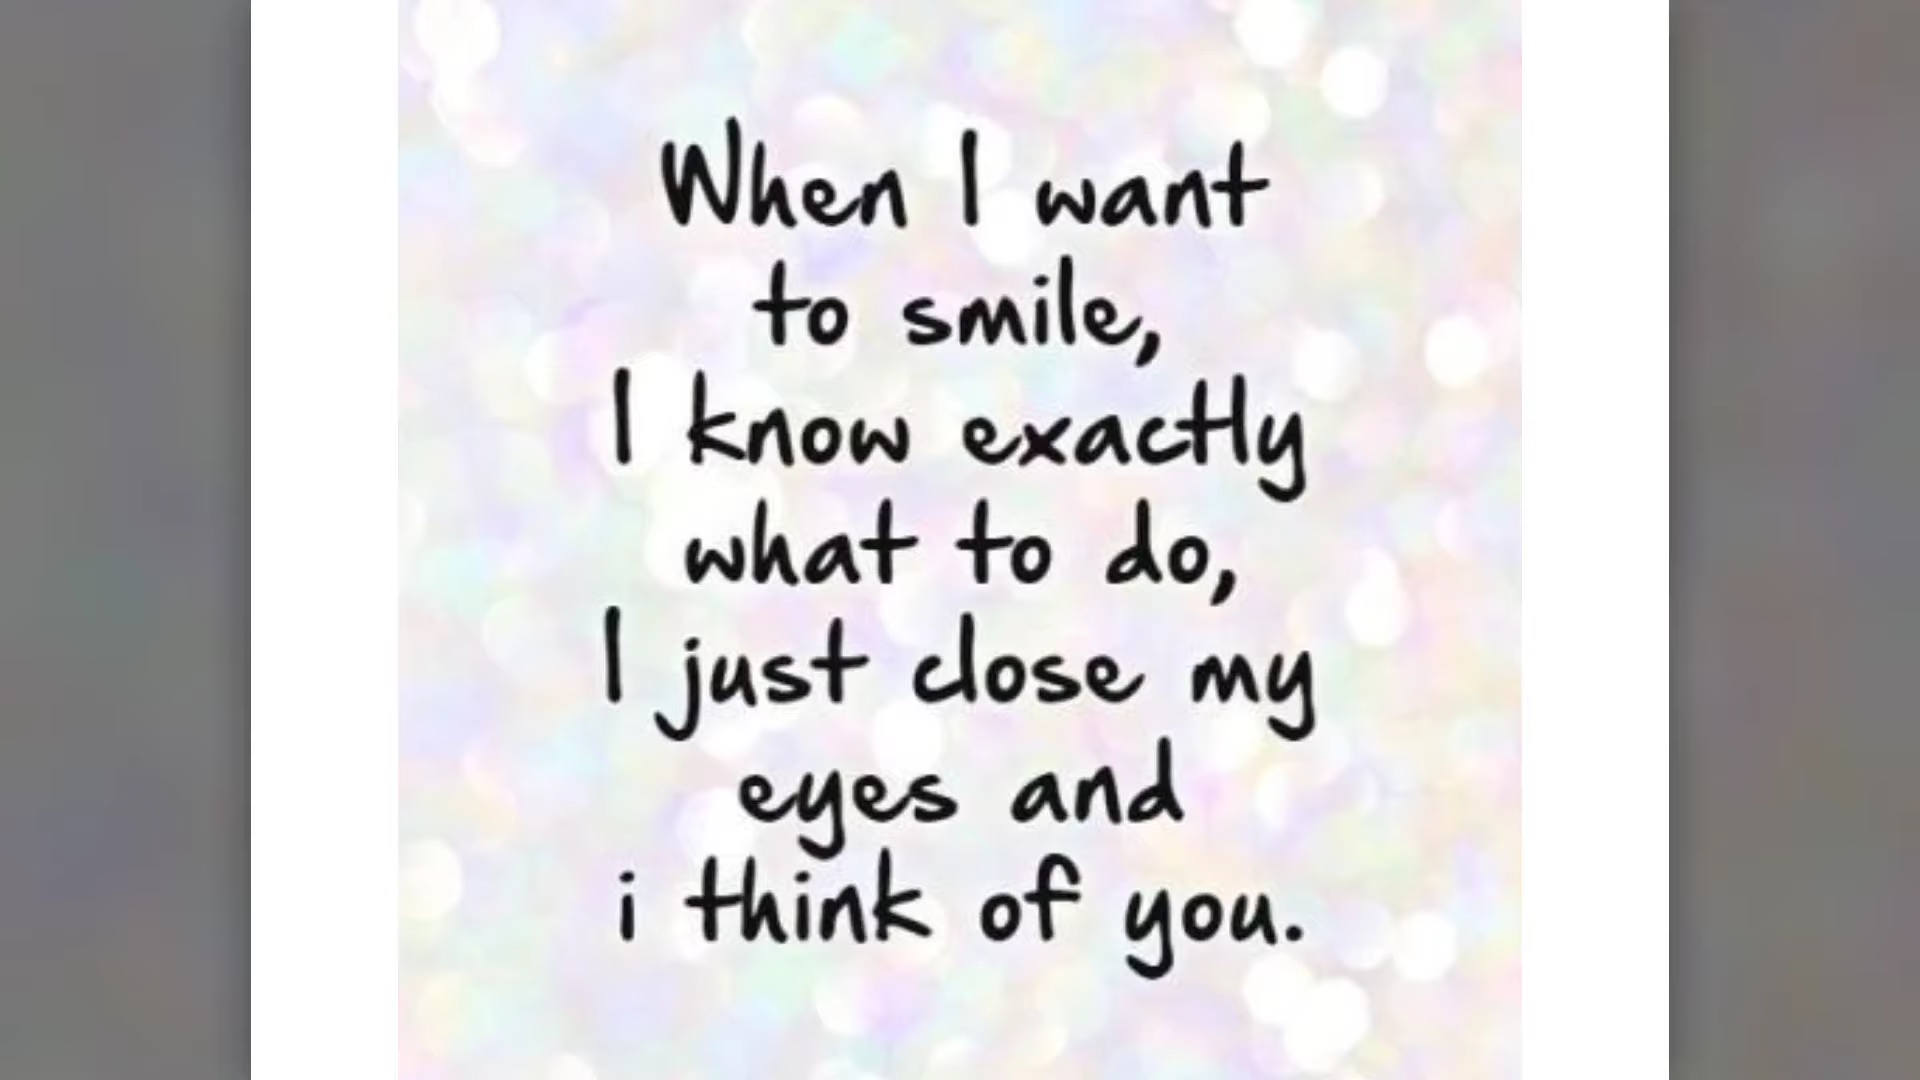 When I want
to smile,
I know exactly
what to do,
I just close my
eyes and
i think of you.